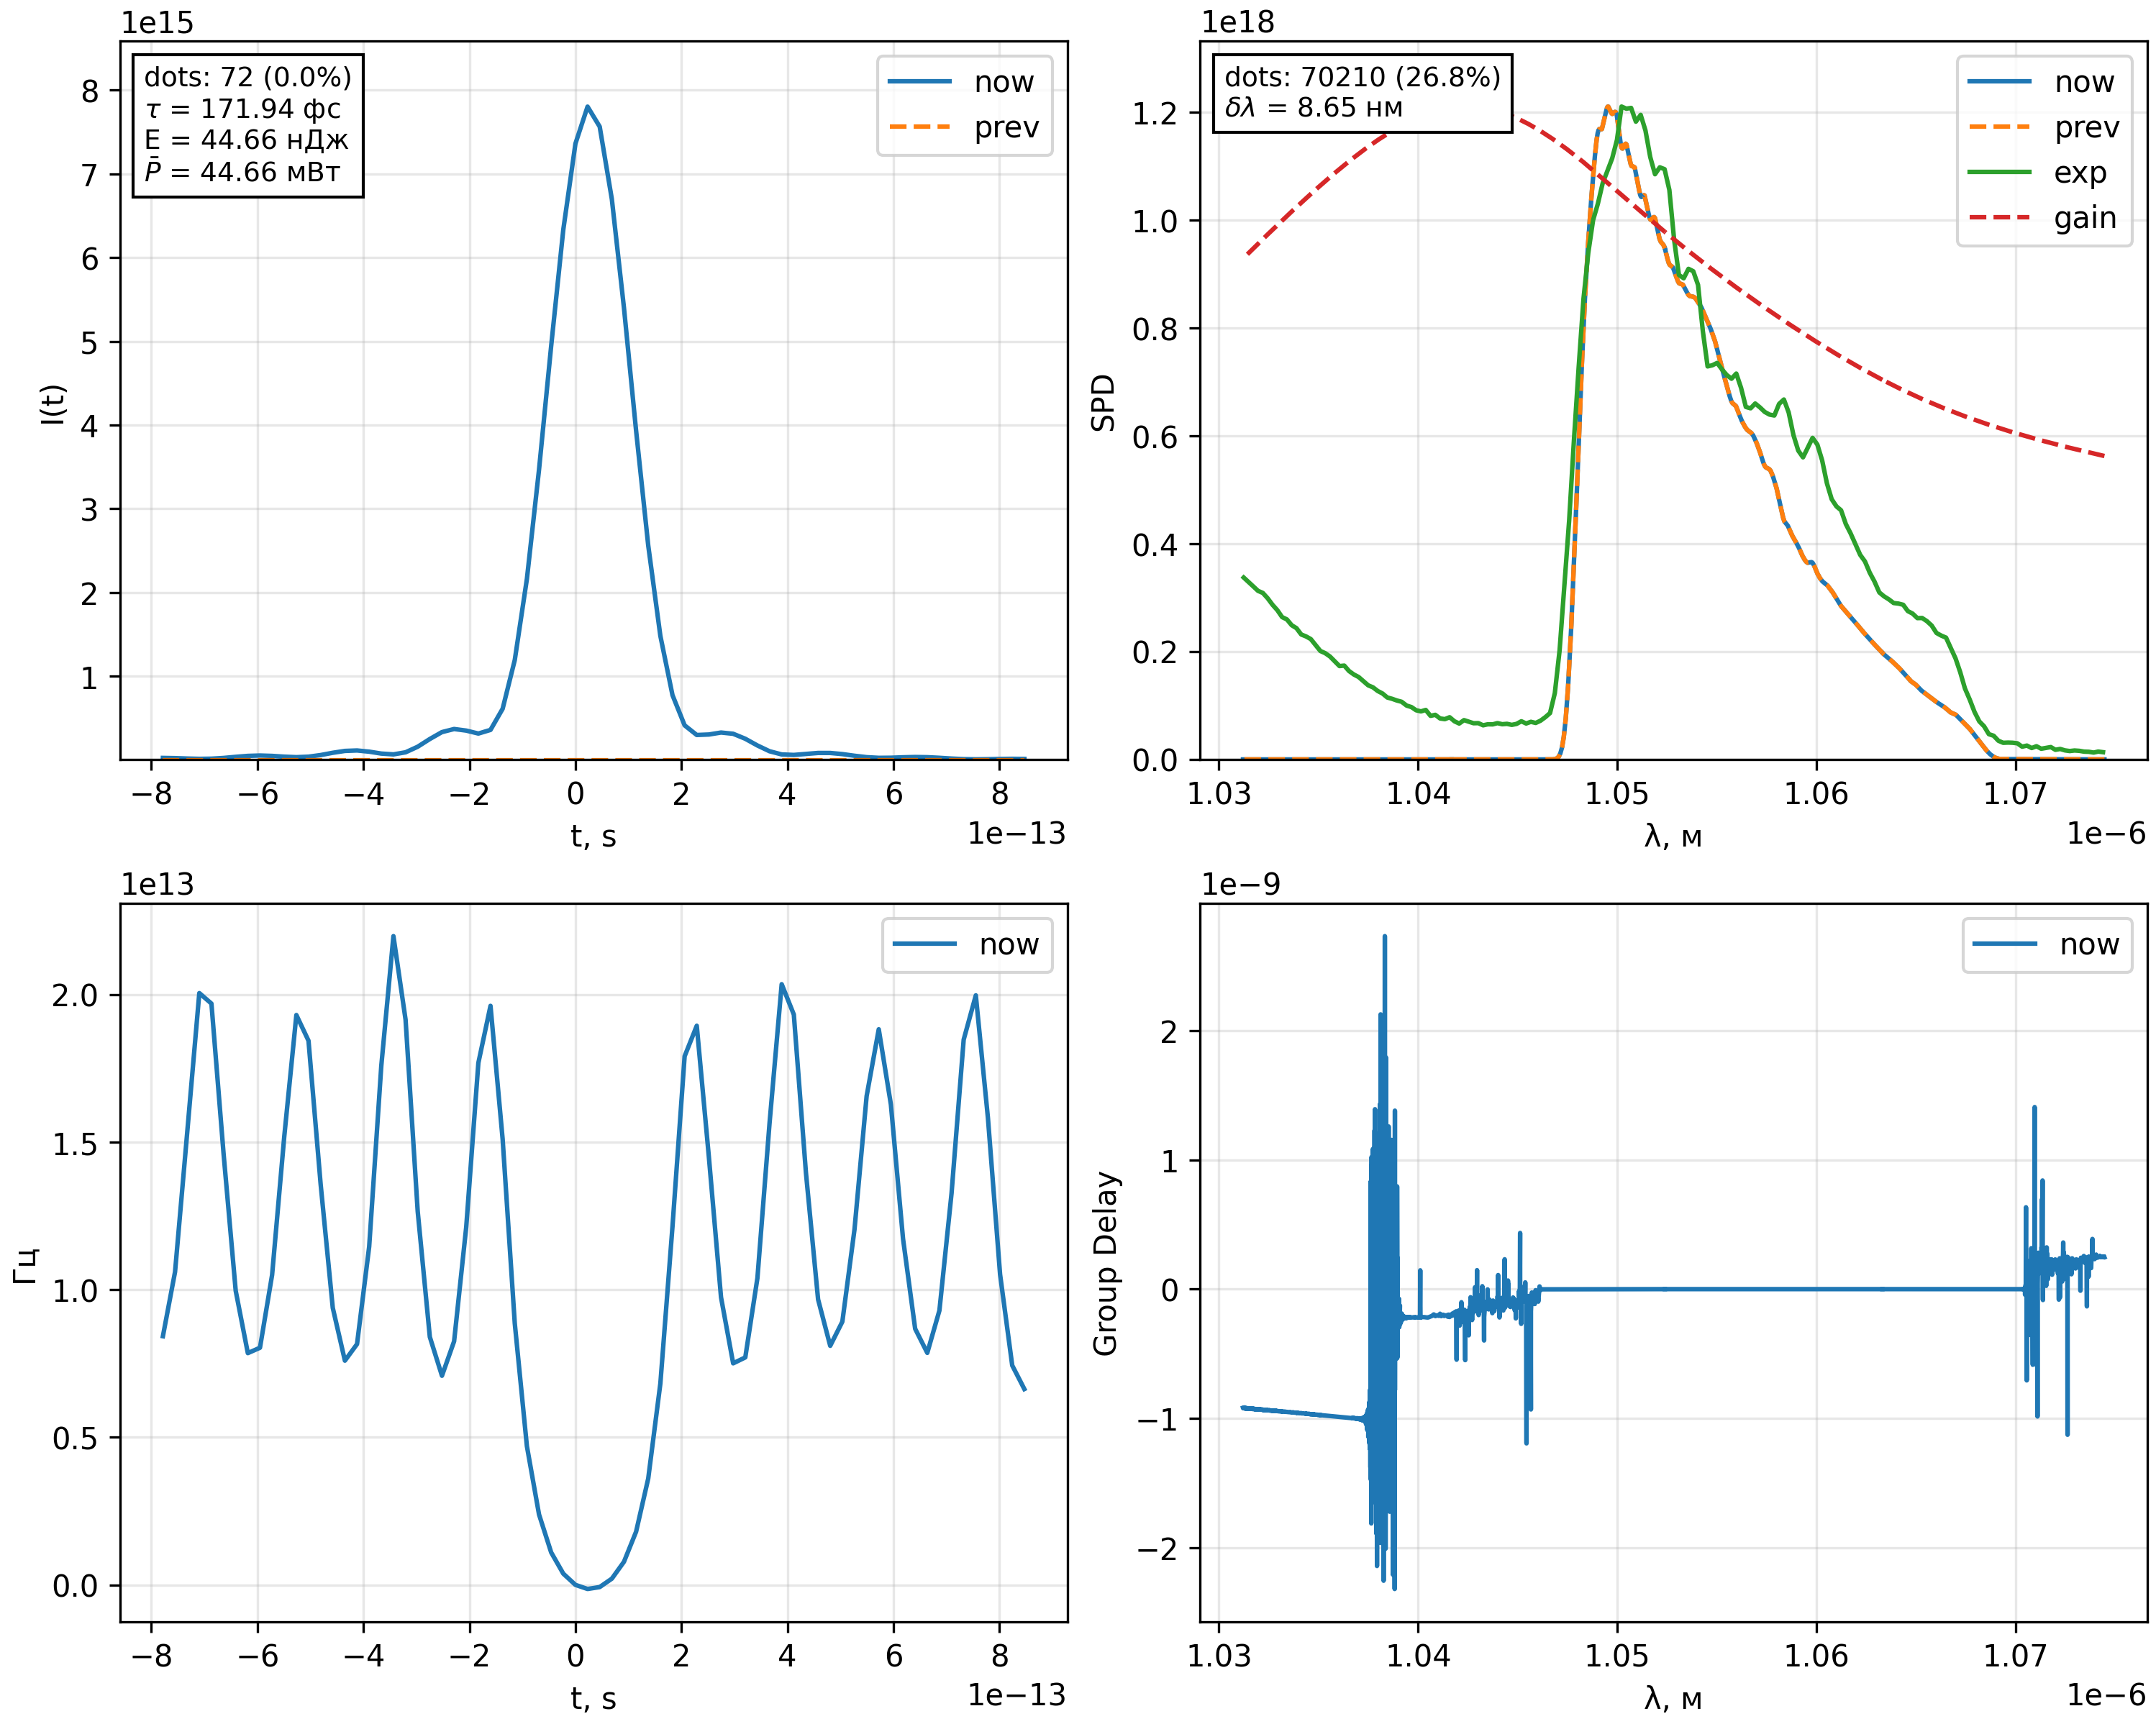 1e15
dots: 72 (0.0%)
τ = 171.94 фс
E = 44.66 нДж
P̄ = 44.66 мВт
now
prev
8
7
6
5
4
3
2
1
I(t)
−8 −6 −4 −2 0 2 4 6 8
t, s
1e−13
1e18
dots: 70210 (26.8%)
δλ = 8.65 нм
now
prev
exp
gain
1.2
1.0
0.8
0.6
0.4
0.2
0.0
SPD
1.03 1.04 1.05 1.06 1.07
λ, м
1e−6
1e13
now
2.0
1.5
1.0
0.5
0.0
Гц
−8 −6 −4 −2 0 2 4 6 8
t, s
1e−13
1e−9
now
2
1
0
−1
−2
Group Delay
1.03 1.04 1.05 1.06 1.07
λ, м
1e−6